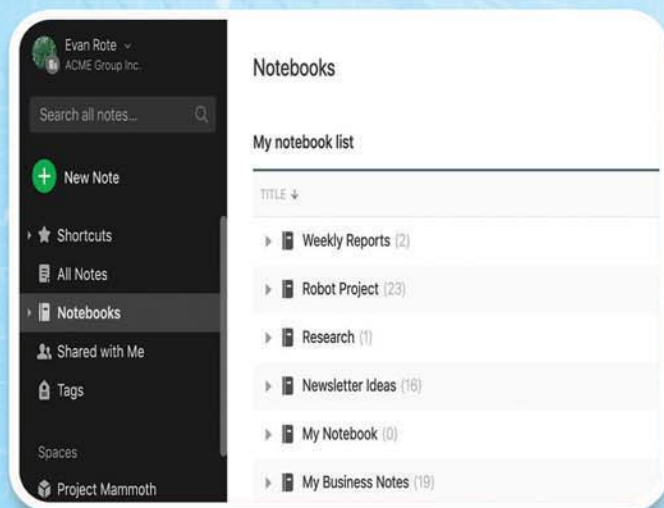 Evan Rote
ACME Group Inc.
Search all notes...
New Note
Shortcuts
All Notes
Notebooks
Shared with Me
Tags
Spaces
Project Mammoth
Notebooks
My notebook list
TITLE ↓
Weekly Reports (2)
Robot Project (23)
Research (1)
Newsletter Ideas (16)
My Notebook (0)
My Business Notes (19)